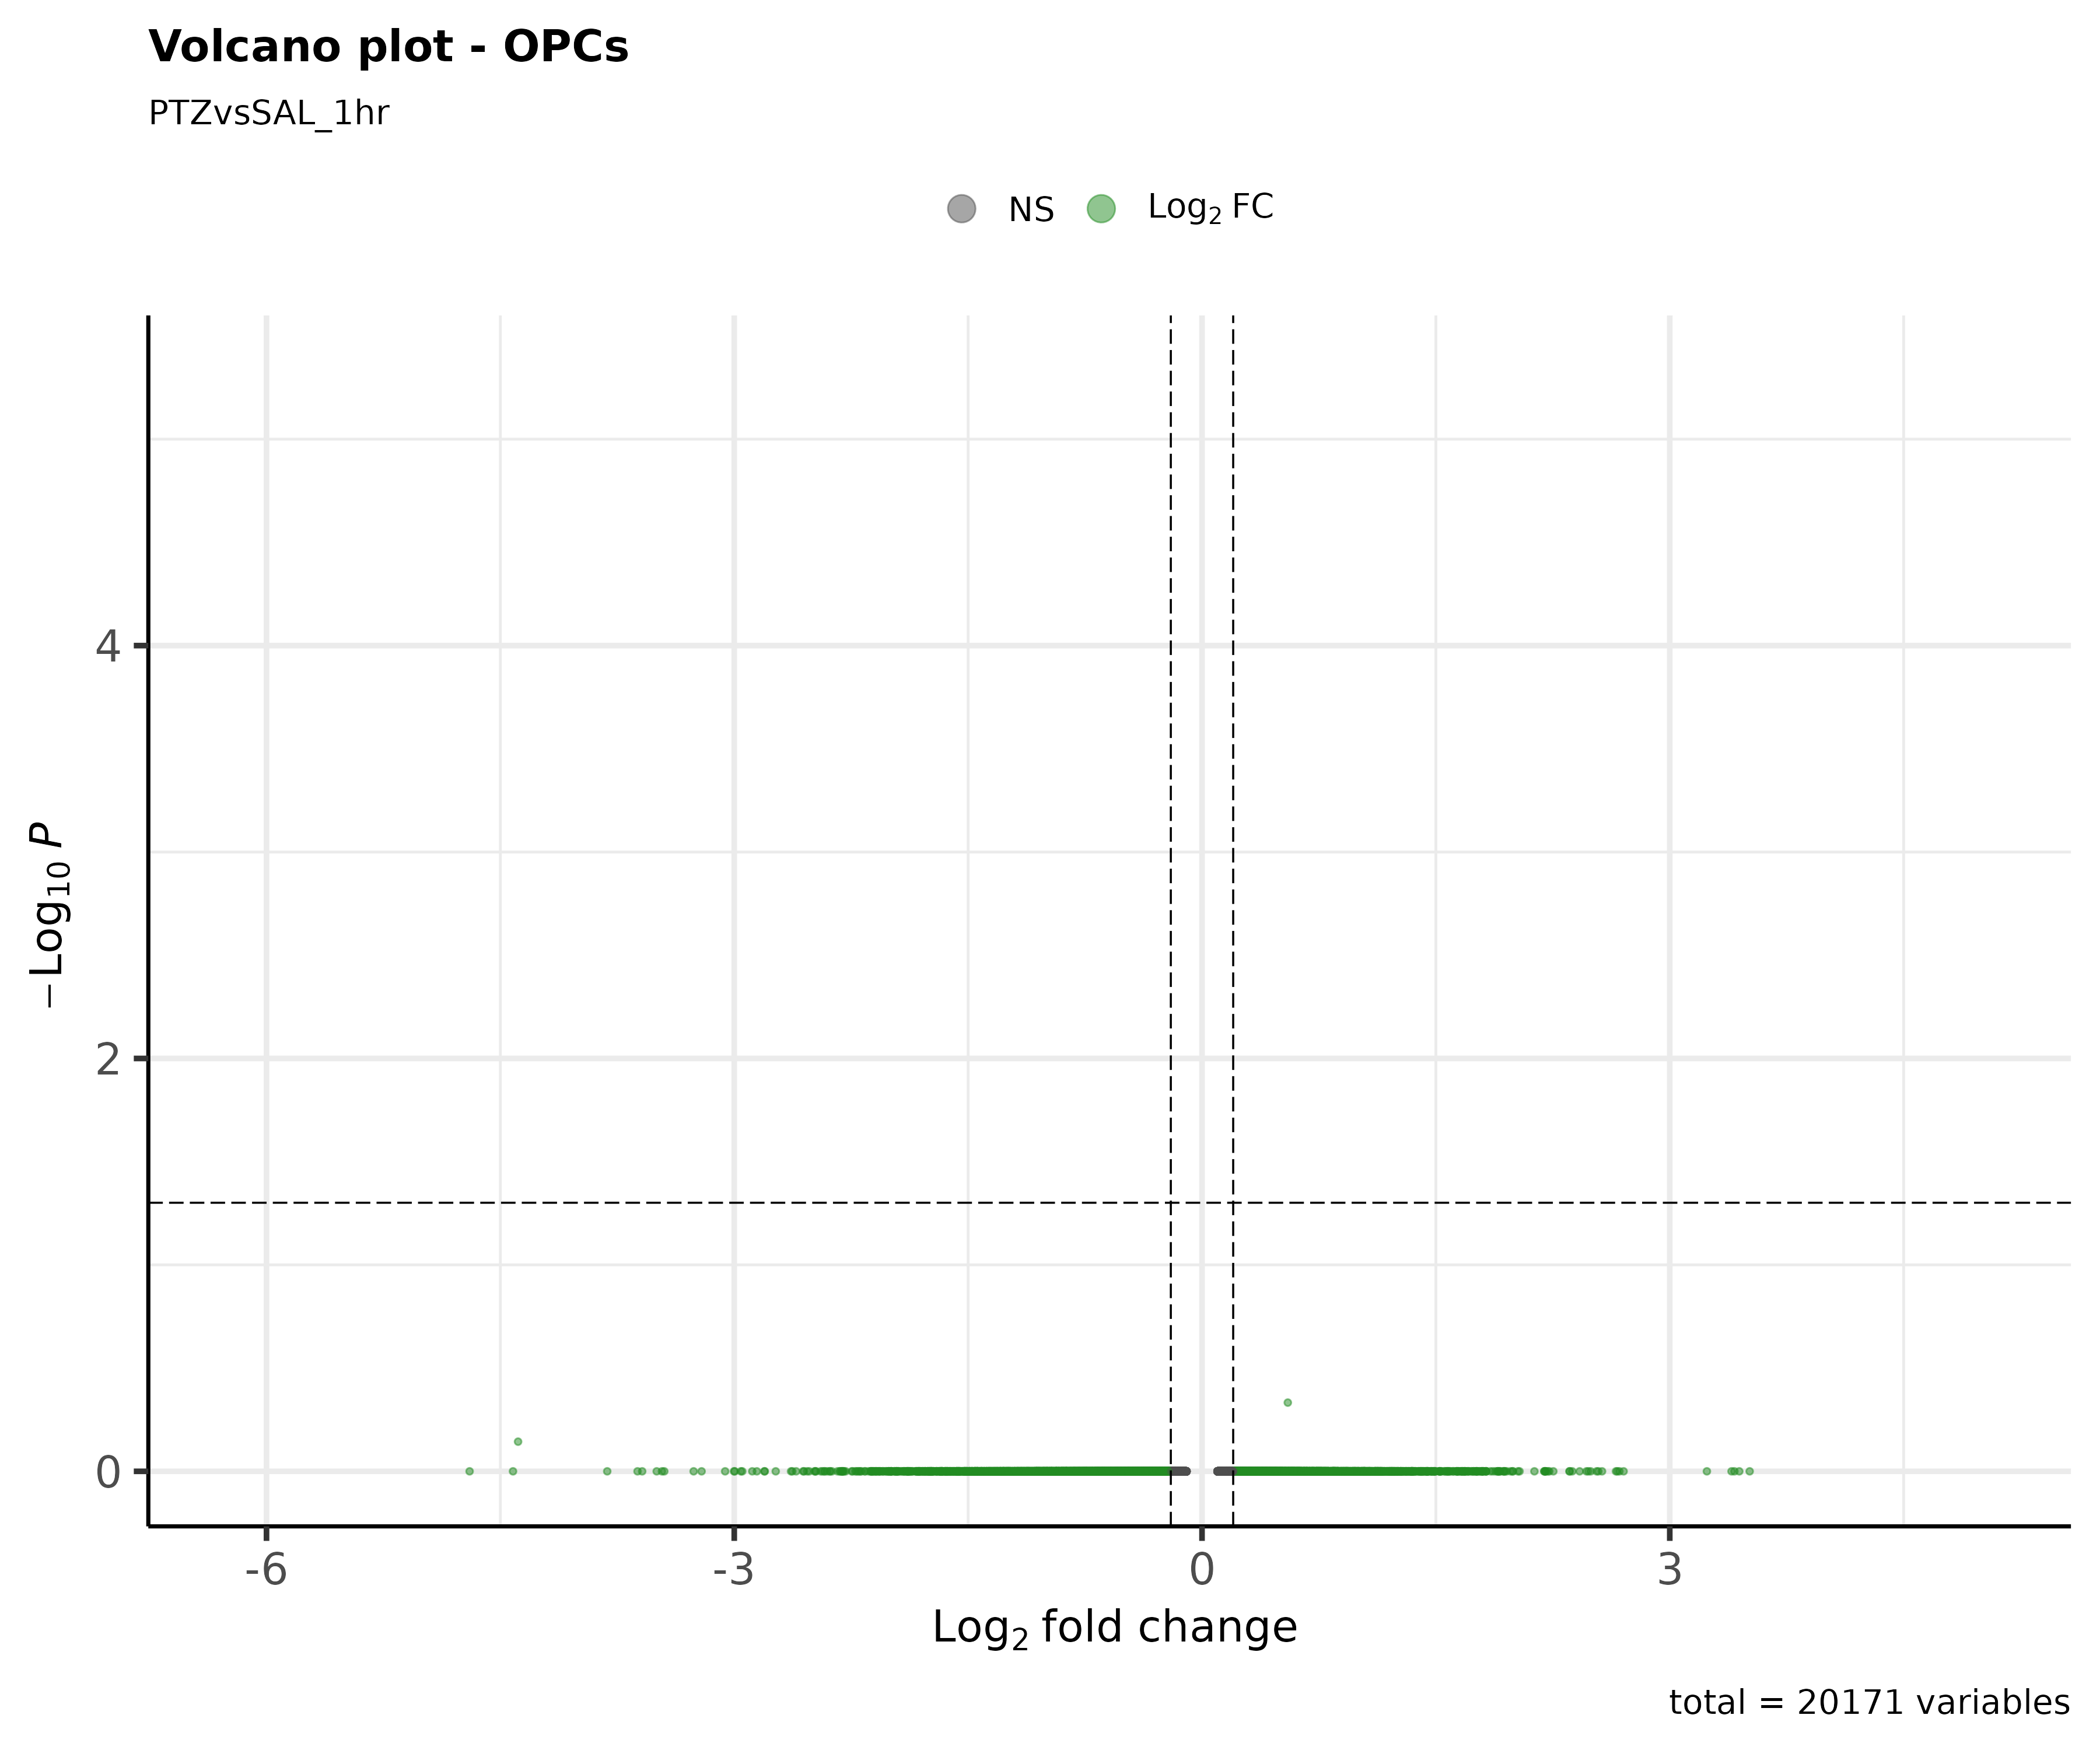 Volcano plot - OPCs
PTZvsSAL_1hr
NS Log₂ FC
−Log₁₀ P
4
2
0
-6 -3 0 3
Log₂ fold change
total = 20171 variables